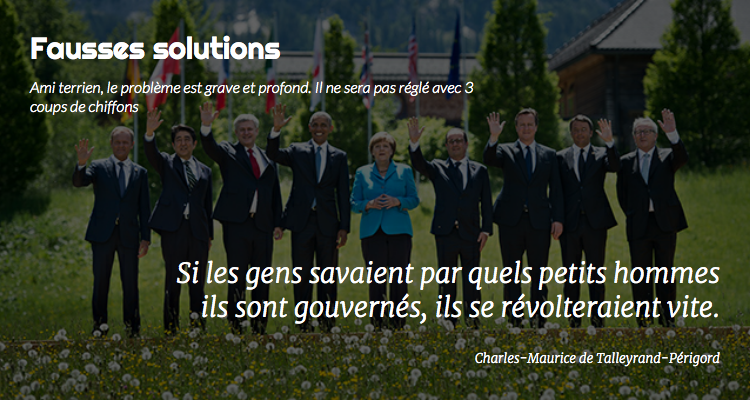 Fausses solutions
Ami terrien, le problème est grave et profond. Il ne sera pas réglé avec 3
coups de chiffons
Si les gens savaient par quels petits hommes
ils sont gouvernés, ils se révolteraient vite.
Charles-Maurice de Talleyrand-Périgord